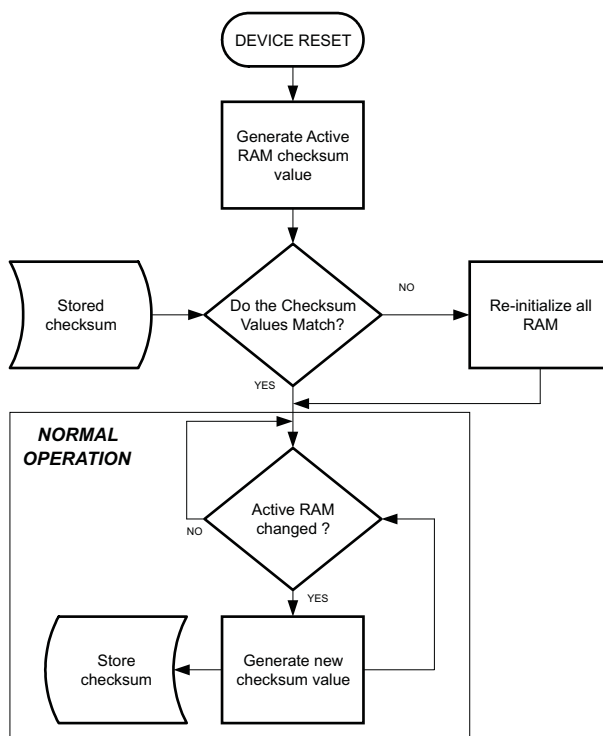 DEVICE RESET
Generate Active
RAM checksum
value
Stored
checksum
Do the Checksum
Values Match?
NO
Re-initialize all
RAM
YES
NORMAL
OPERATION
Active RAM
changed ?
NO
YES
Store
checksum
Generate new
checksum value